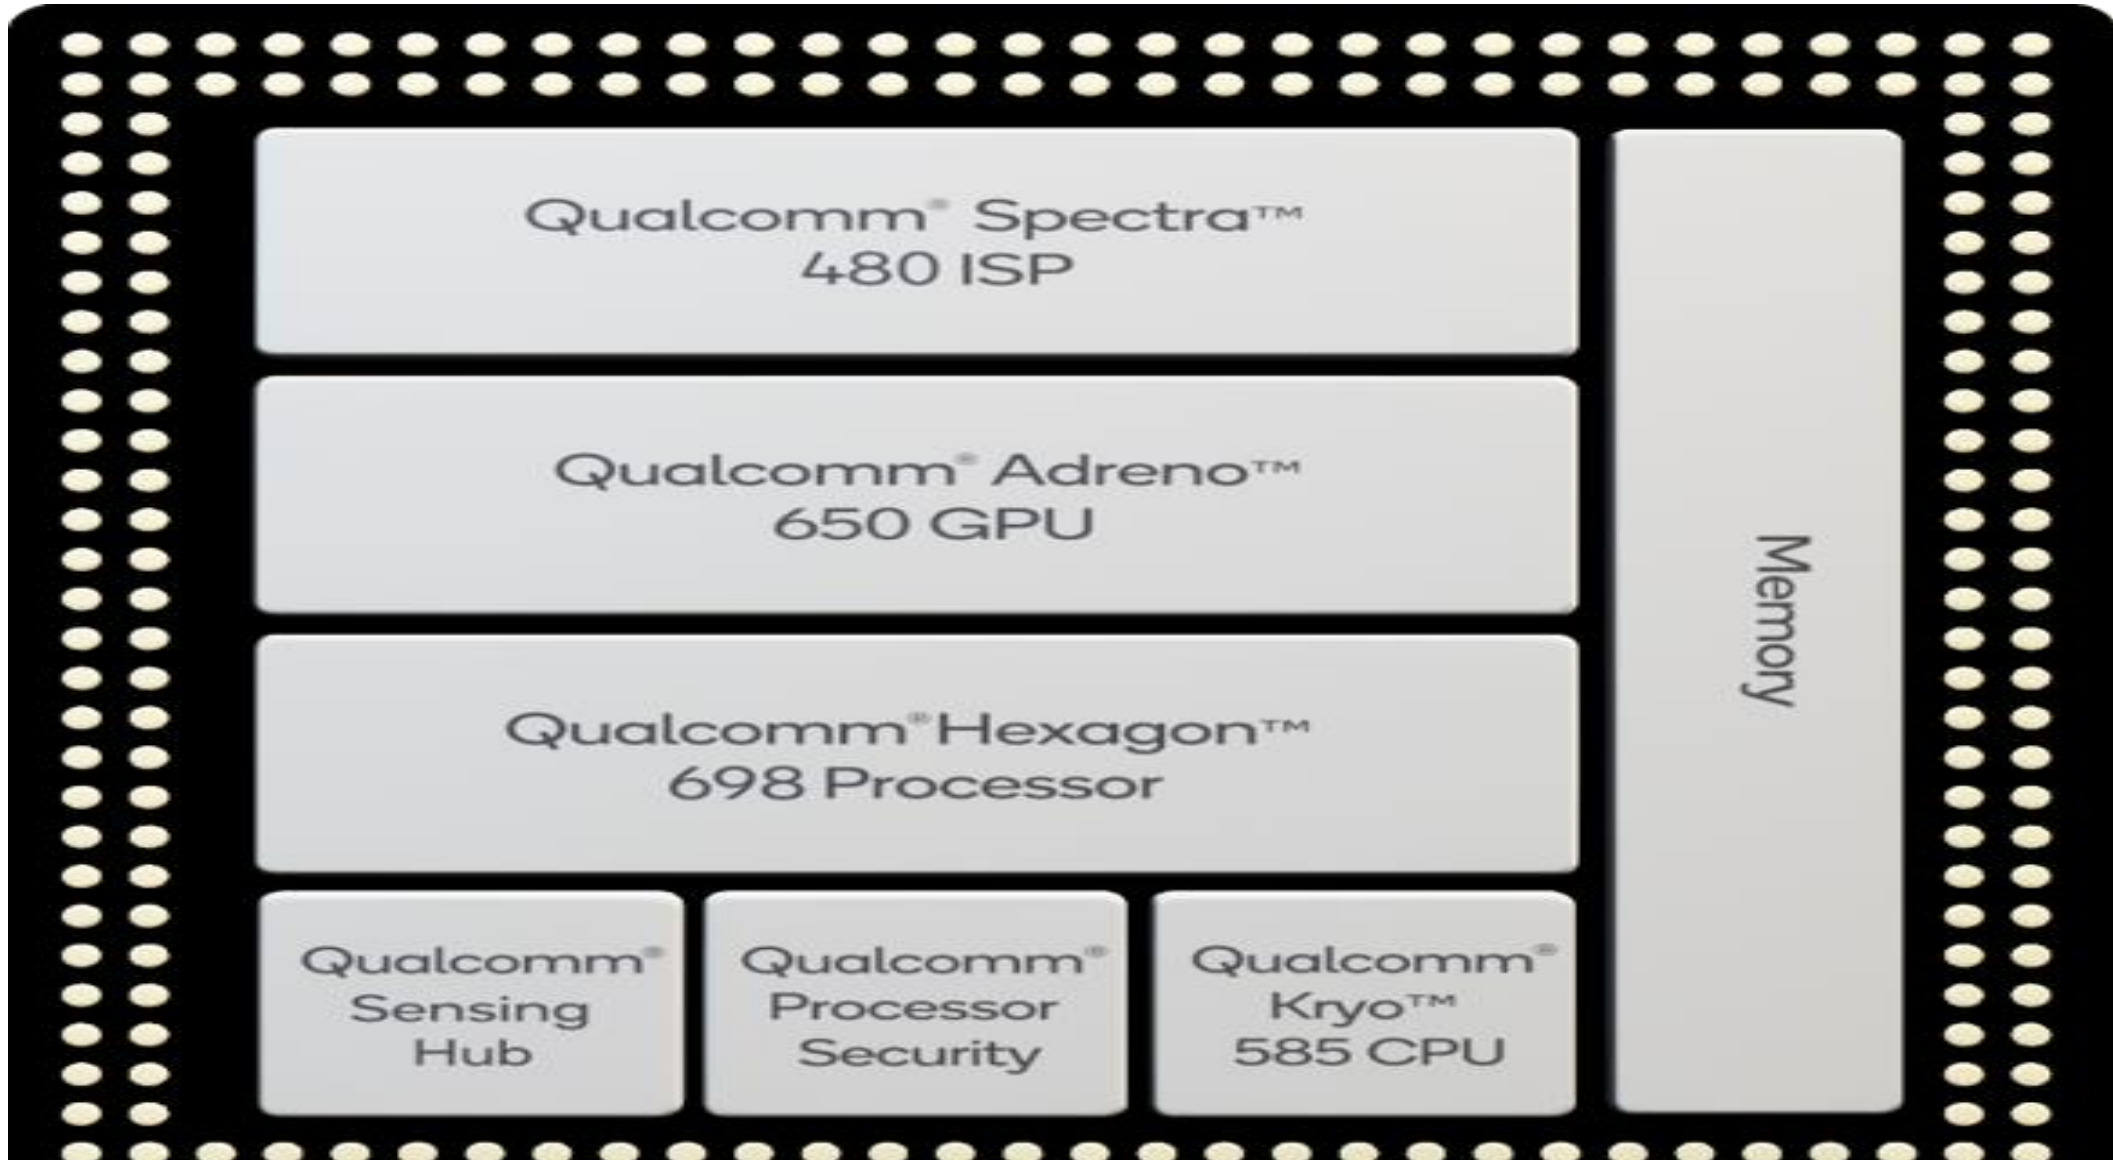 Qualcomm® Spectra™
480 ISP
Qualcomm® Adreno™
650 GPU
Qualcomm® Hexagon™
698 Processor
Qualcomm®
Sensing
Hub
Qualcomm®
Processor
Security
Qualcomm®
Kryo™
585 CPU
Memory